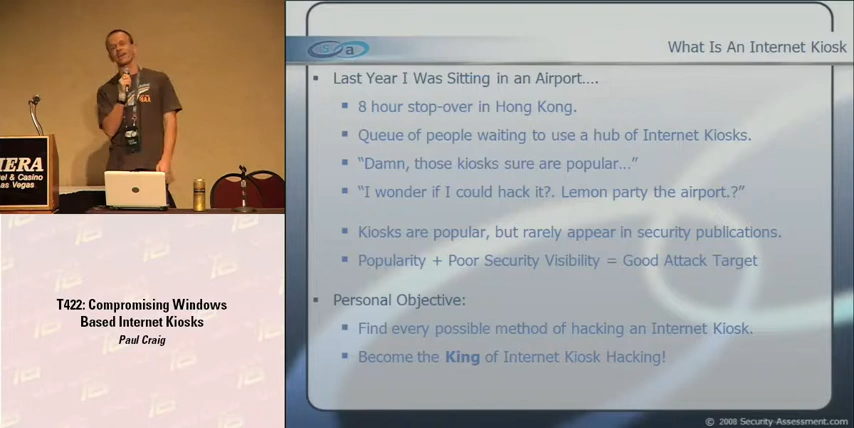 IERA
el & Casino
as Vegas
T422: Compromising Windows
Based Internet Kiosks
Paul Craig
a
What Is An Internet Kiosk
Last Year I Was Sitting in an Airport….
8 hour stop-over in Hong Kong.
Queue of people waiting to use a hub of Internet Kiosks.
“Damn, those kiosks sure are popular…”
“I wonder if I could hack it?. Lemon party the airport.?”
Kiosks are popular, but rarely appear in security publications.
Popularity + Poor Security Visibility = Good Attack Target
Personal Objective:
Find every possible method of hacking an Internet Kiosk.
Become the King of Internet Kiosk Hacking!
© 2008 Security-Assessment.com